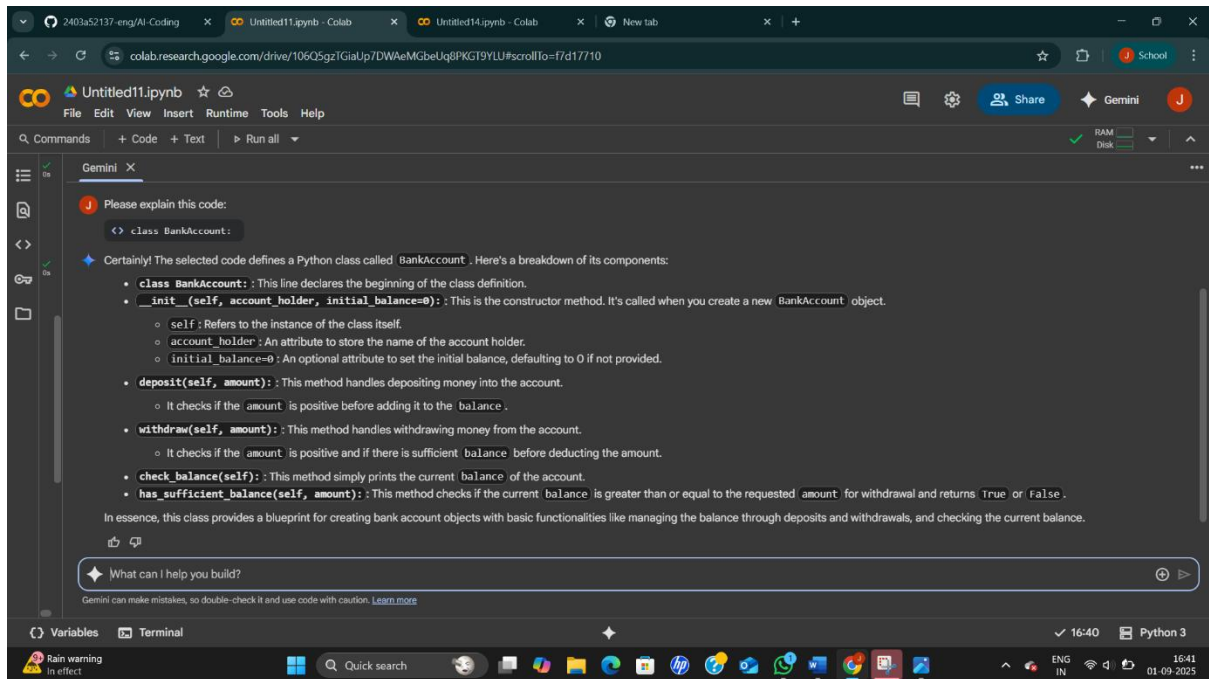 2403a52137-eng/AI-Coding Untitled11.ipynb - Colab Untitled14.ipynb - Colab New tab
colab.research.google.com/drive/106Q5gzTGiaUp7DWAeMGbeUq8PKGT9YLU#scrollTo=f7d17710 J School
Untitled11.ipynb
File Edit View Insert Runtime Tools Help Share Gemini J
Commands + Code + Text Run all RAM
Disk
0s Gemini
J Please explain this code:
<> class BankAccount:
Certainly! The selected code defines a Python class called BankAccount . Here's a breakdown of its components:
0s
• class BankAccount: : This line declares the beginning of the class definition.
• __init__(self, account_holder, initial_balance=0): : This is the constructor method. It's called when you create a new BankAccount object.
◦ self : Refers to the instance of the class itself.
◦ account_holder : An attribute to store the name of the account holder.
◦ initial_balance=0 : An optional attribute to set the initial balance, defaulting to 0 if not provided.
• deposit(self, amount): : This method handles depositing money into the account.
◦ It checks if the amount is positive before adding it to the balance .
• withdraw(self, amount): : This method handles withdrawing money from the account.
◦ It checks if the amount is positive and if there is sufficient balance before deducting the amount.
• check_balance(self): : This method simply prints the current balance of the account.
• has_sufficient_balance(self, amount): : This method checks if the current balance is greater than or equal to the requested amount for withdrawal and returns True or False .
In essence, this class provides a blueprint for creating bank account objects with basic functionalities like managing the balance through deposits and withdrawals, and checking the current balance.
What can I help you build?
Gemini can make mistakes, so double-check it and use code with caution. Learn more
{} Variables Terminal 16:40 Python 3
Rain warning
In effect
Quick search
ENG
IN
16:41
01-09-2025